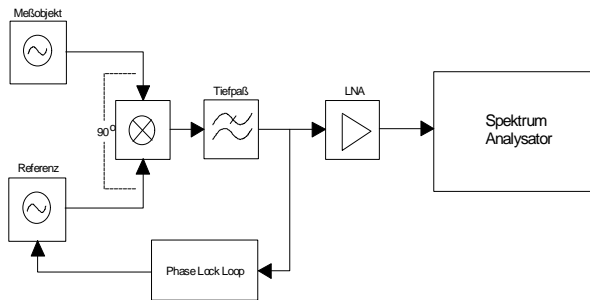 Meßobjekt
Tiefpaß
LNA
90°
Spektrum
Analysator
Referenz
Phase Lock Loop